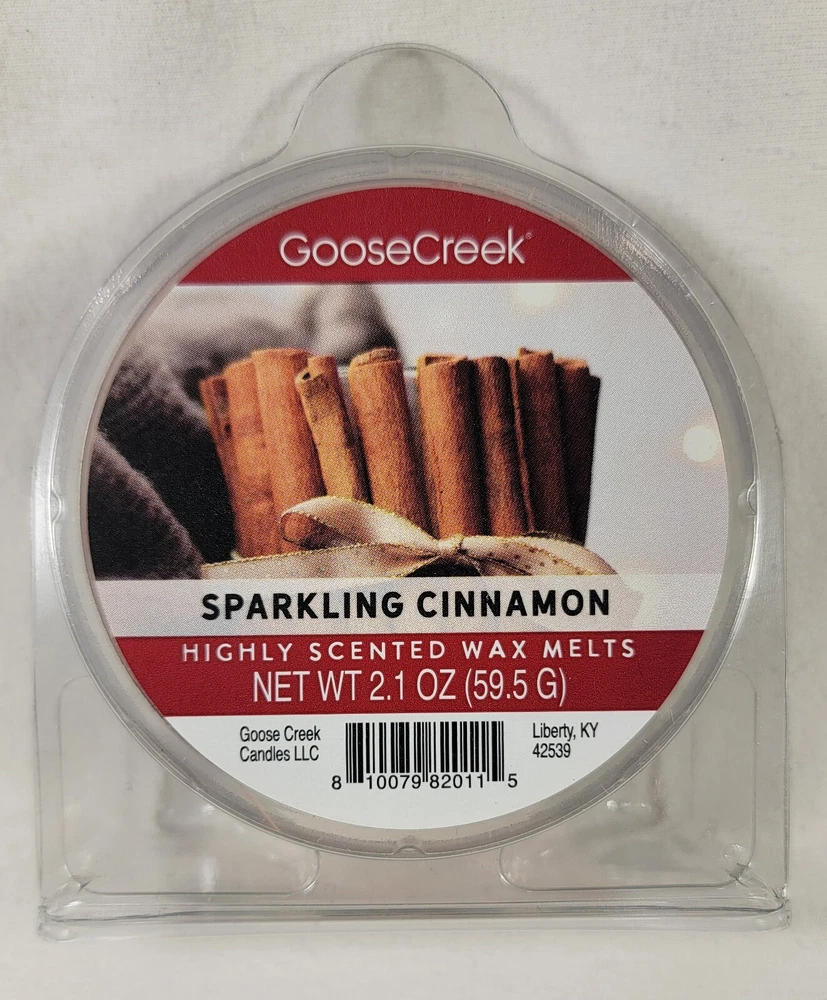 GooseCreek®
SPARKLING CINNAMON
HIGHLY SCENTED WAX MELTS
NET WT 2.1 OZ (59.5 G)
Goose Creek
Candles LLC
8 10079 82011 5
Liberty, KY
42539